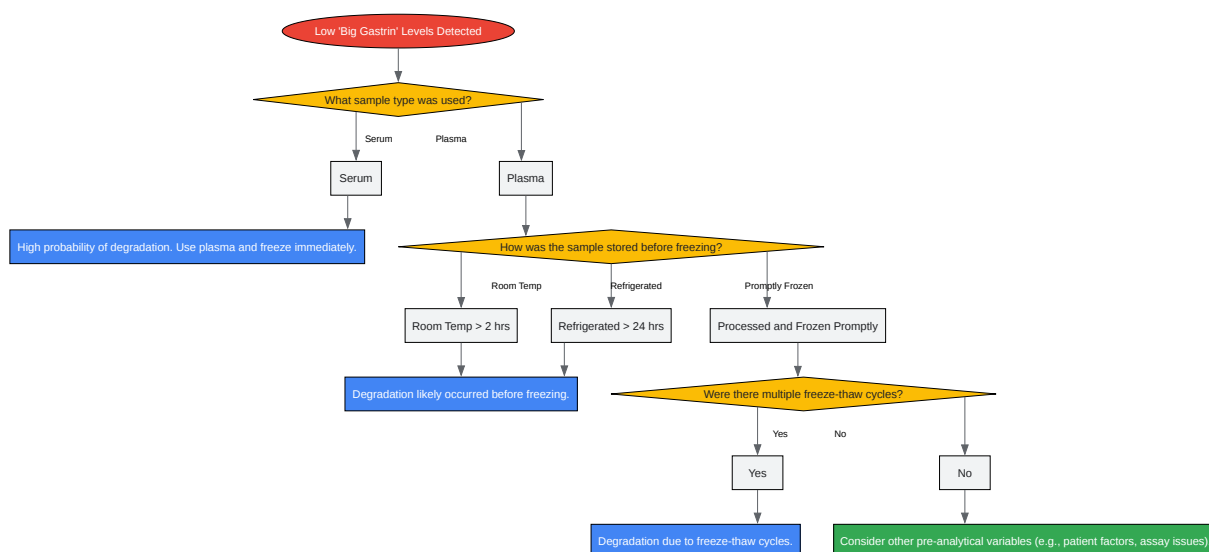 Low 'Big Gastrin' Levels Detected
What sample type was used?
Serum
Plasma
Serum
Plasma
High probability of degradation. Use plasma and freeze immediately.
How was the sample stored before freezing?
Room Temp
Refrigerated
Promptly Frozen
Room Temp > 2 hrs
Refrigerated > 24 hrs
Processed and Frozen Promptly
Degradation likely occurred before freezing.
Were there multiple freeze-thaw cycles?
Yes
No
Yes
No
Degradation due to freeze-thaw cycles.
Consider other pre-analytical variables (e.g., patient factors, assay issues)